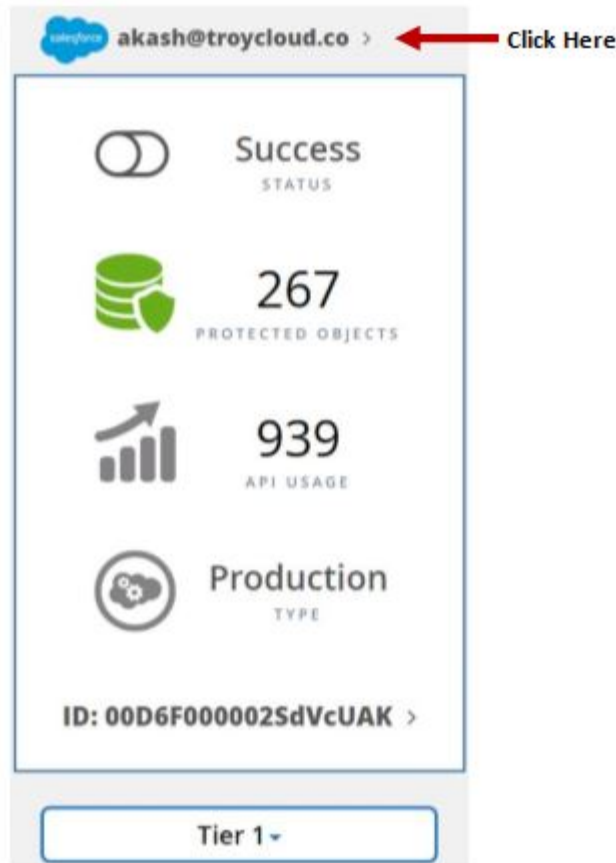 salesforce akash@troycloud.co > Click Here
Success
STATUS
267
PROTECTED OBJECTS
939
API USAGE
Production
TYPE
ID: 00D6F000002SdVcUAK >
Tier 1